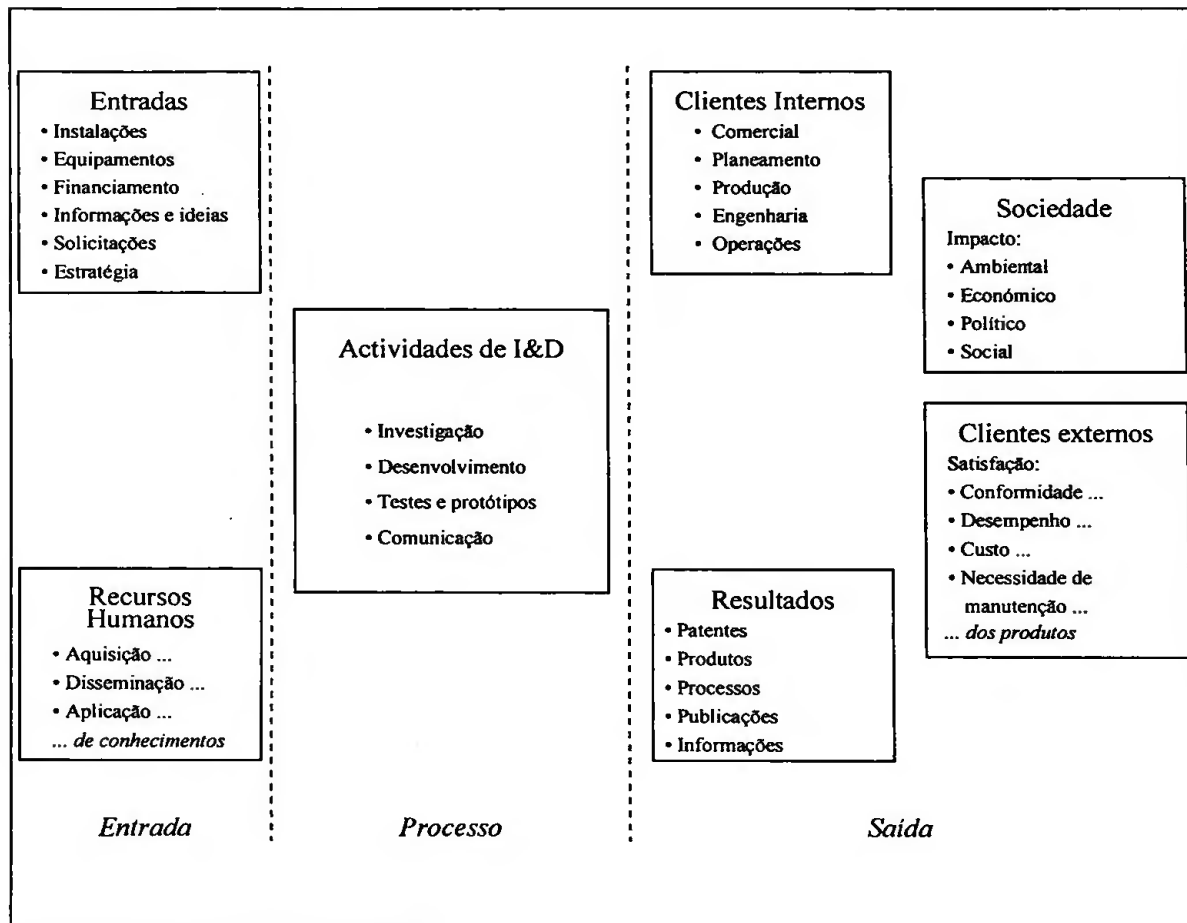 Entradas
• Instalações
• Equipamentos
• Financiamento
• Informações e ideias
• Solicitações
• Estratégia
Recursos
Humanos
• Aquisição ...
• Disseminação ...
• Aplicação ...
... de conhecimentos
Entrada
Actividades de I&D
• Investigação
• Desenvolvimento
• Testes e protótipos
• Comunicação
Processo
Clientes Internos
• Comercial
• Planeamento
• Produção
• Engenharia
• Operações
Resultados
• Patentes
• Produtos
• Processos
• Publicações
• Informações
Sociedade
Impacto:
• Ambiental
• Económico
• Político
• Social
Clientes externos
Satisfação:
• Conformidade ...
• Desempenho ...
• Custo ...
• Necessidade de
manutenção ...
... dos produtos
Saída